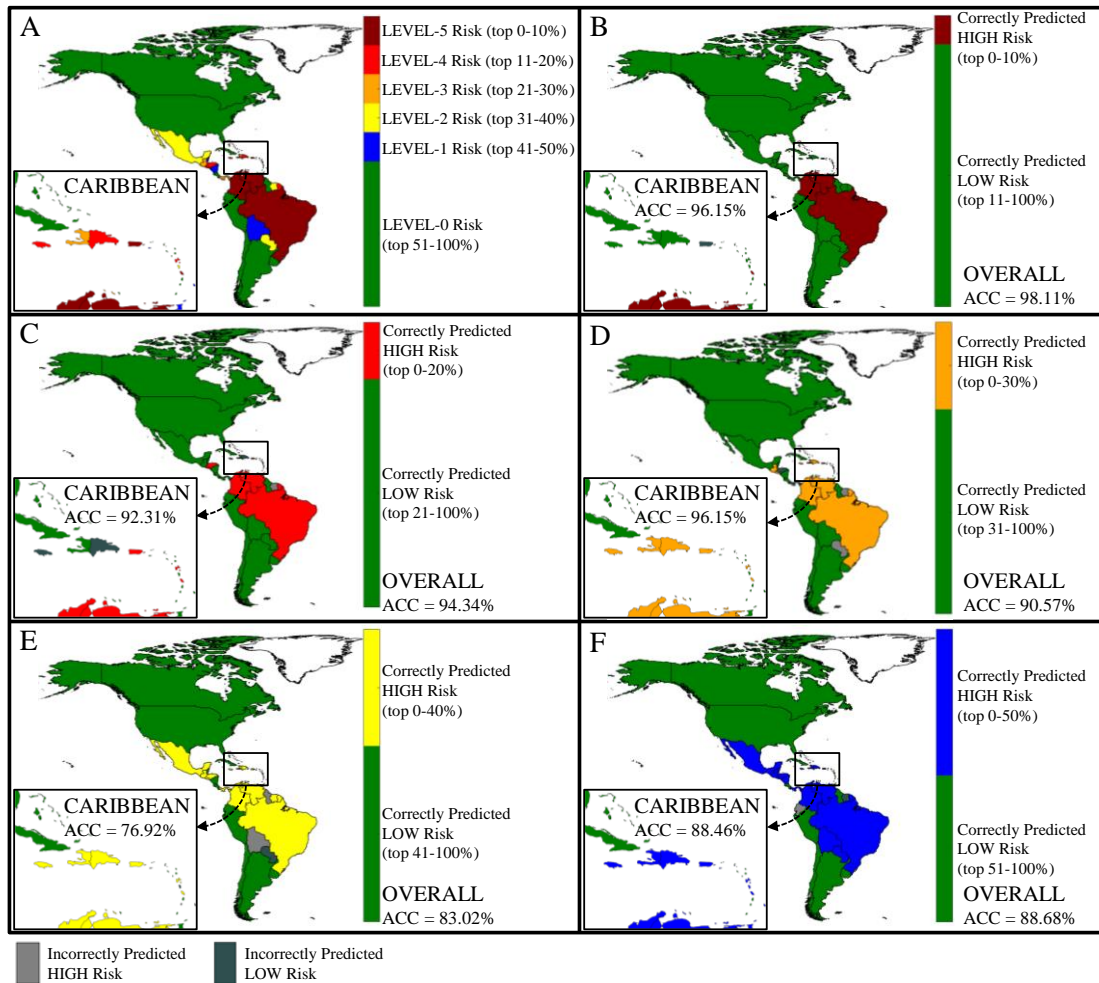 A
LEVEL-5 Risk (top 0-10%)
LEVEL-4 Risk (top 11-20%)
LEVEL-3 Risk (top 21-30%)
LEVEL-2 Risk (top 31-40%)
LEVEL-1 Risk (top 41-50%)
LEVEL-0 Risk
(top 51-100%)
CARIBBEAN
B
Correctly Predicted
HIGH Risk
(top 0-10%)
Correctly Predicted
LOW Risk
(top 11-100%)
CARIBBEAN
ACC = 96.15%
OVERALL
ACC = 98.11%
C
Correctly Predicted
HIGH Risk
(top 0-20%)
Correctly Predicted
LOW Risk
(top 21-100%)
CARIBBEAN
ACC = 92.31%
OVERALL
ACC = 94.34%
D
Correctly Predicted
HIGH Risk
(top 0-30%)
Correctly Predicted
LOW Risk
(top 31-100%)
CARIBBEAN
ACC = 96.15%
OVERALL
ACC = 90.57%
E
Correctly Predicted
HIGH Risk
(top 0-40%)
Correctly Predicted
LOW Risk
(top 41-100%)
CARIBBEAN
ACC = 76.92%
OVERALL
ACC = 83.02%
F
Correctly Predicted
HIGH Risk
(top 0-50%)
Correctly Predicted
LOW Risk
(top 51-100%)
CARIBBEAN
ACC = 88.46%
OVERALL
ACC = 88.68%
Incorrectly Predicted
HIGH Risk
Incorrectly Predicted
LOW Risk